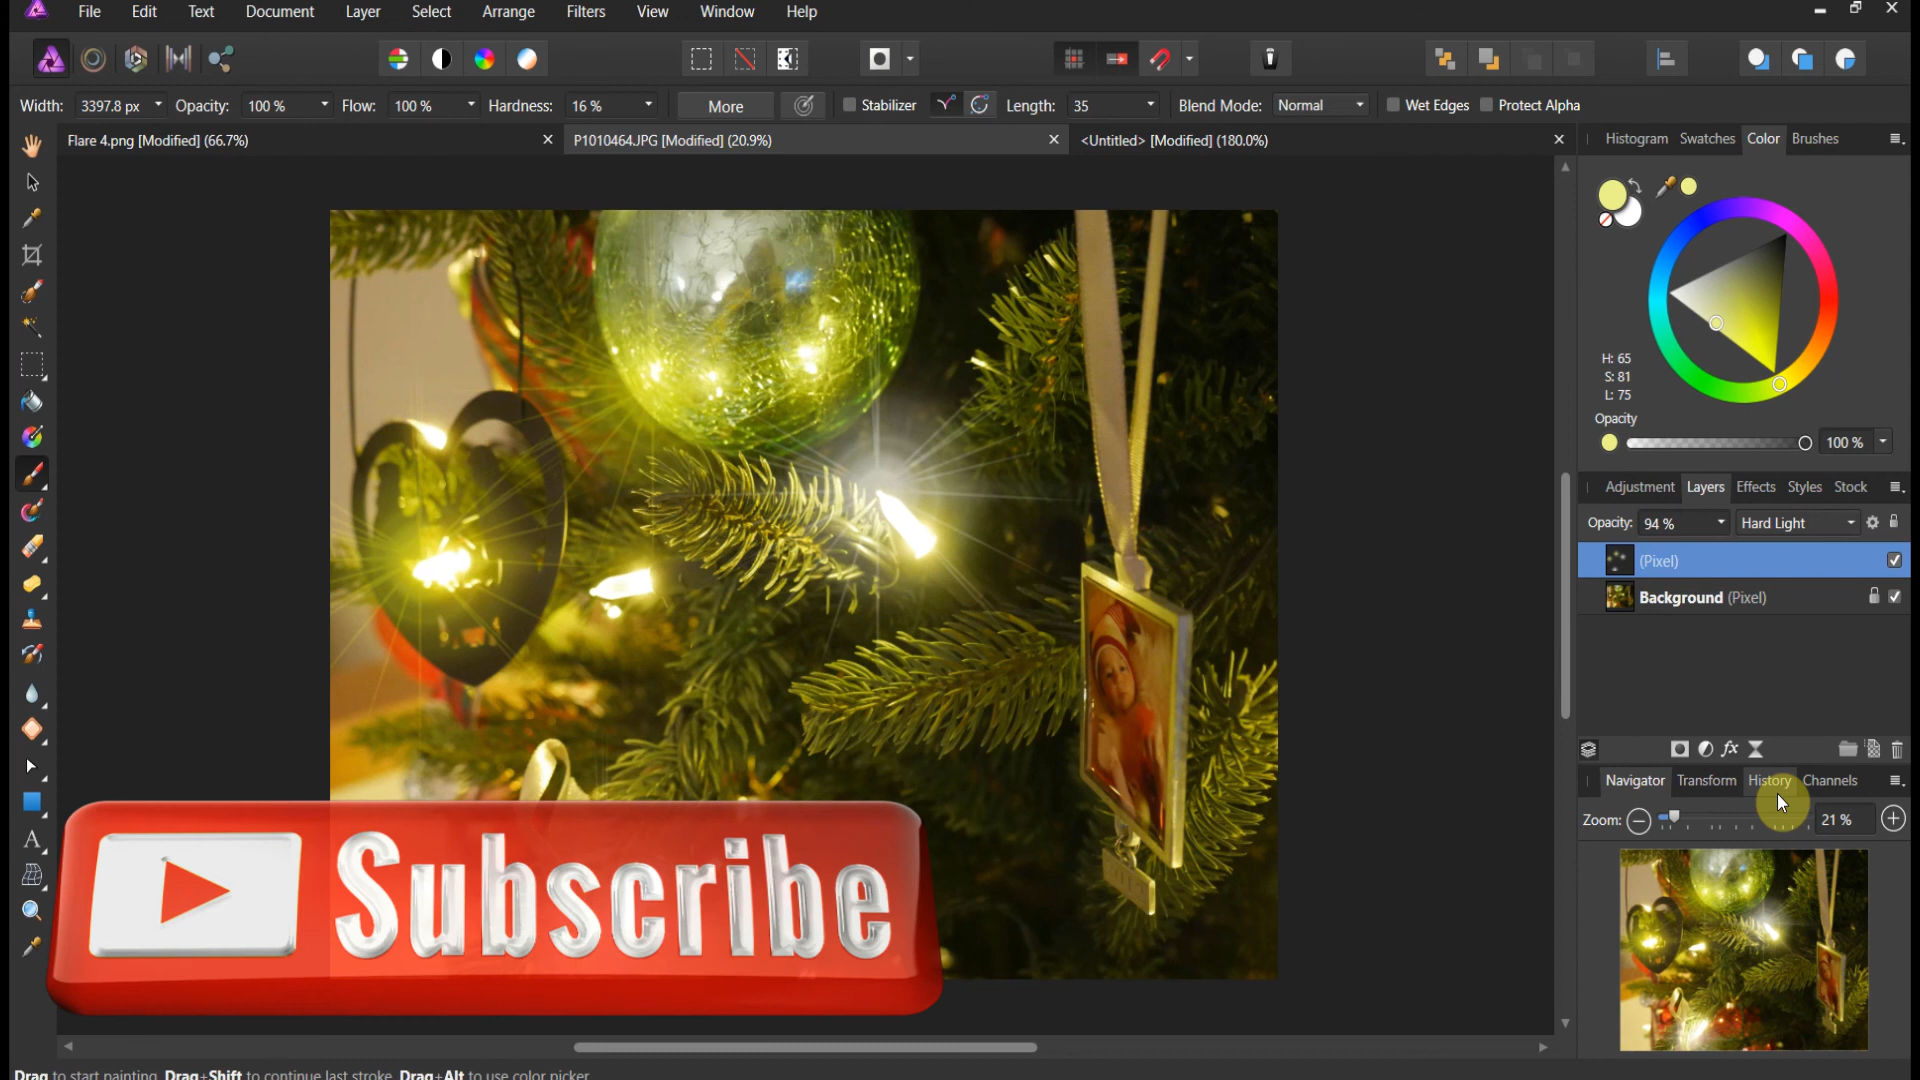 File Edit Text Document Layer Select Arrange Filters View Window Help
Width: 3397.8 px Opacity: 100 % Flow: 100 % Hardness: 16 % More Stabilizer Length: 35 Blend Mode: Normal Wet Edges Protect Alpha
Flare 4.png [Modified] (66.7%) P1010464.JPG [Modified] (20.9%) <Untitled> [Modified] (180.0%)
Histogram Swatches Color Brushes
H: 65
S: 81
L: 75
Opacity
100 %
Adjustment Layers Effects Styles Stock
Opacity: 94 % Hard Light
(Pixel)
Background (Pixel)
fx
Navigator Transform History Channels
Zoom: 21 %
Subscribe
Drag to start painting. Drag+Shift to continue last stroke. Drag+Alt to use color picker.